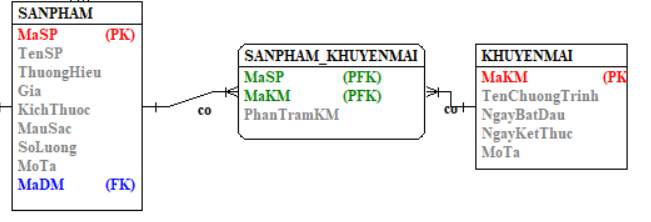 SANPHAM
MaSP (PK)
TenSP
ThuongHieu
Gia
KichThuoc
MauSac
SoLuong
MoTa
MaDM (FK)
co
SANPHAM_KHUYENMAI
MaSP (PFK)
MaKM (PFK)
PhanTramKM
co
KHUYENMAI
MaKM (PK
TenChuongTrinh
NgayBatDau
NgayKetThuc
MoTa